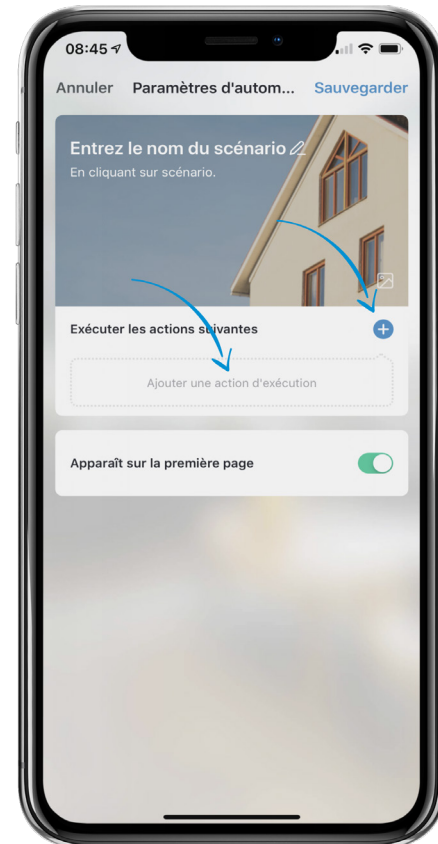 08:45
Annuler Paramètres d'autom... Sauvegarder
Entrez le nom du scénario
En cliquant sur scénario.
Exécuter les actions suivantes
Ajouter une action d'exécution
Apparaît sur la première page